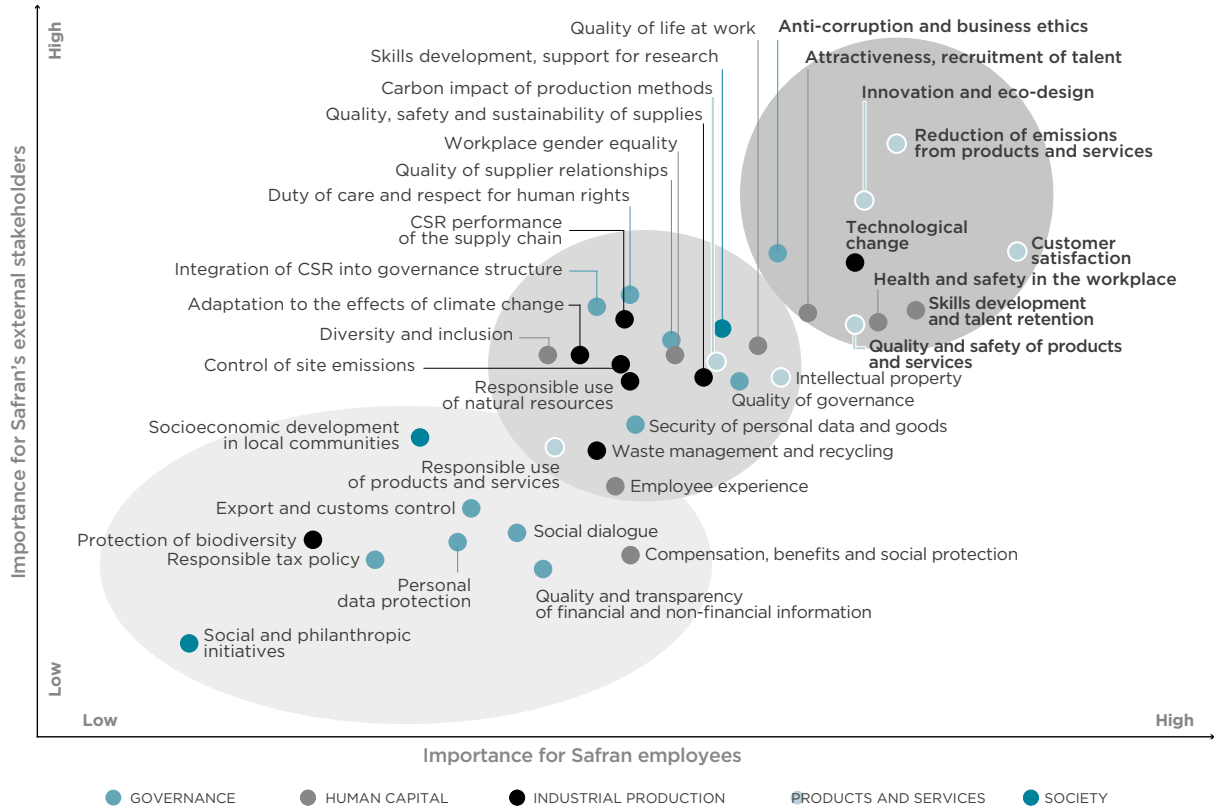 High
Quality of life at work
Anti-corruption and business ethics
Skills development, support for research
Attractiveness, recruitment of talent
Carbon impact of production methods
Innovation and eco-design
Quality, safety and sustainability of supplies
Reduction of emissions
from products and services
Workplace gender equality
Quality of supplier relationships
Duty of care and respect for human rights
CSR performance
of the supply chain
Technological
change
Customer
satisfaction
Integration of CSR into governance structure
Health and safety in the workplace
Adaptation to the effects of climate change
Skills development
and talent retention
Diversity and inclusion
Quality and safety of products
and services
Control of site emissions
Intellectual property
Responsible use
of natural resources
Quality of governance
Socioeconomic development
in local communities
Security of personal data and goods
Waste management and recycling
Responsible use
of products and services
Employee experience
Export and customs control
Social dialogue
Protection of biodiversity
Responsible tax policy
Compensation, benefits and social protection
Personal
data protection
Quality and transparency
of financial and non-financial information
Social and philanthropic
initiatives
Importance for Safran's external stakeholders
Low
Low
High
Importance for Safran employees
GOVERNANCE
HUMAN CAPITAL
INDUSTRIAL PRODUCTION
PRODUCTS AND SERVICES
SOCIETY